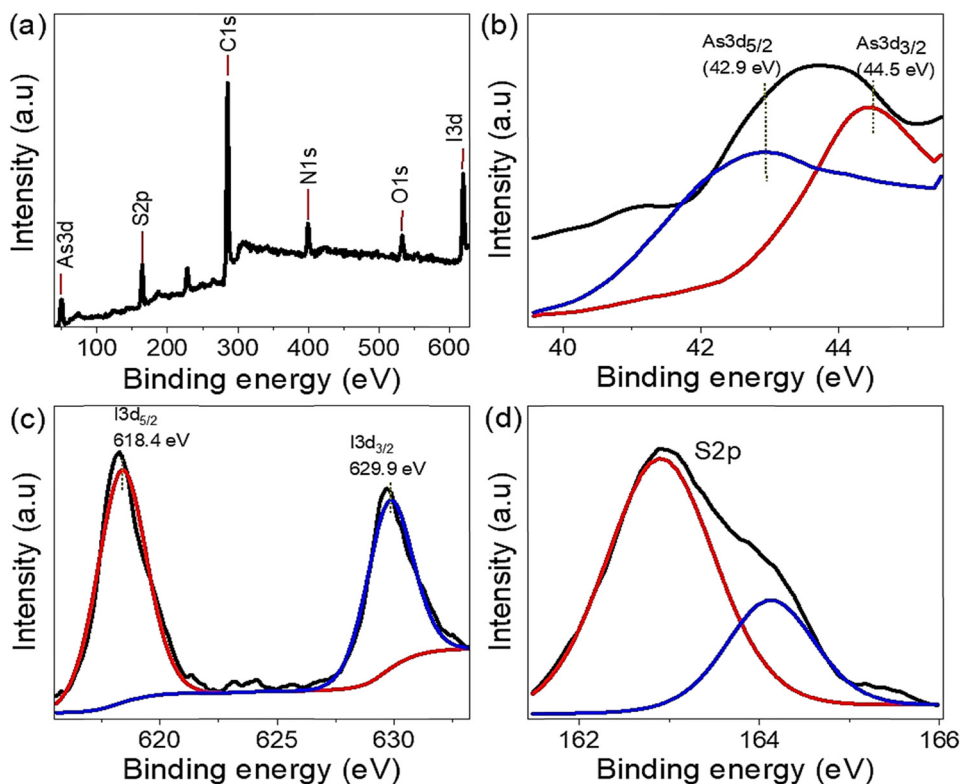 (a)
Intensity (a.u)
As3d
S2p
C1s
N1s
O1s
I3d
100 200 300 400 500 600
Binding energy (eV)
(b)
Intensity (a.u)
As3d5/2
(42.9 eV)
As3d3/2
(44.5 eV)
40 42 44
Binding energy (eV)
(c)
Intensity (a.u)
I3d5/2
618.4 eV
I3d3/2
629.9 eV
620 625 630
Binding energy (eV)
(d)
Intensity (a.u)
S2p
162 164 166
Binding energy (eV)